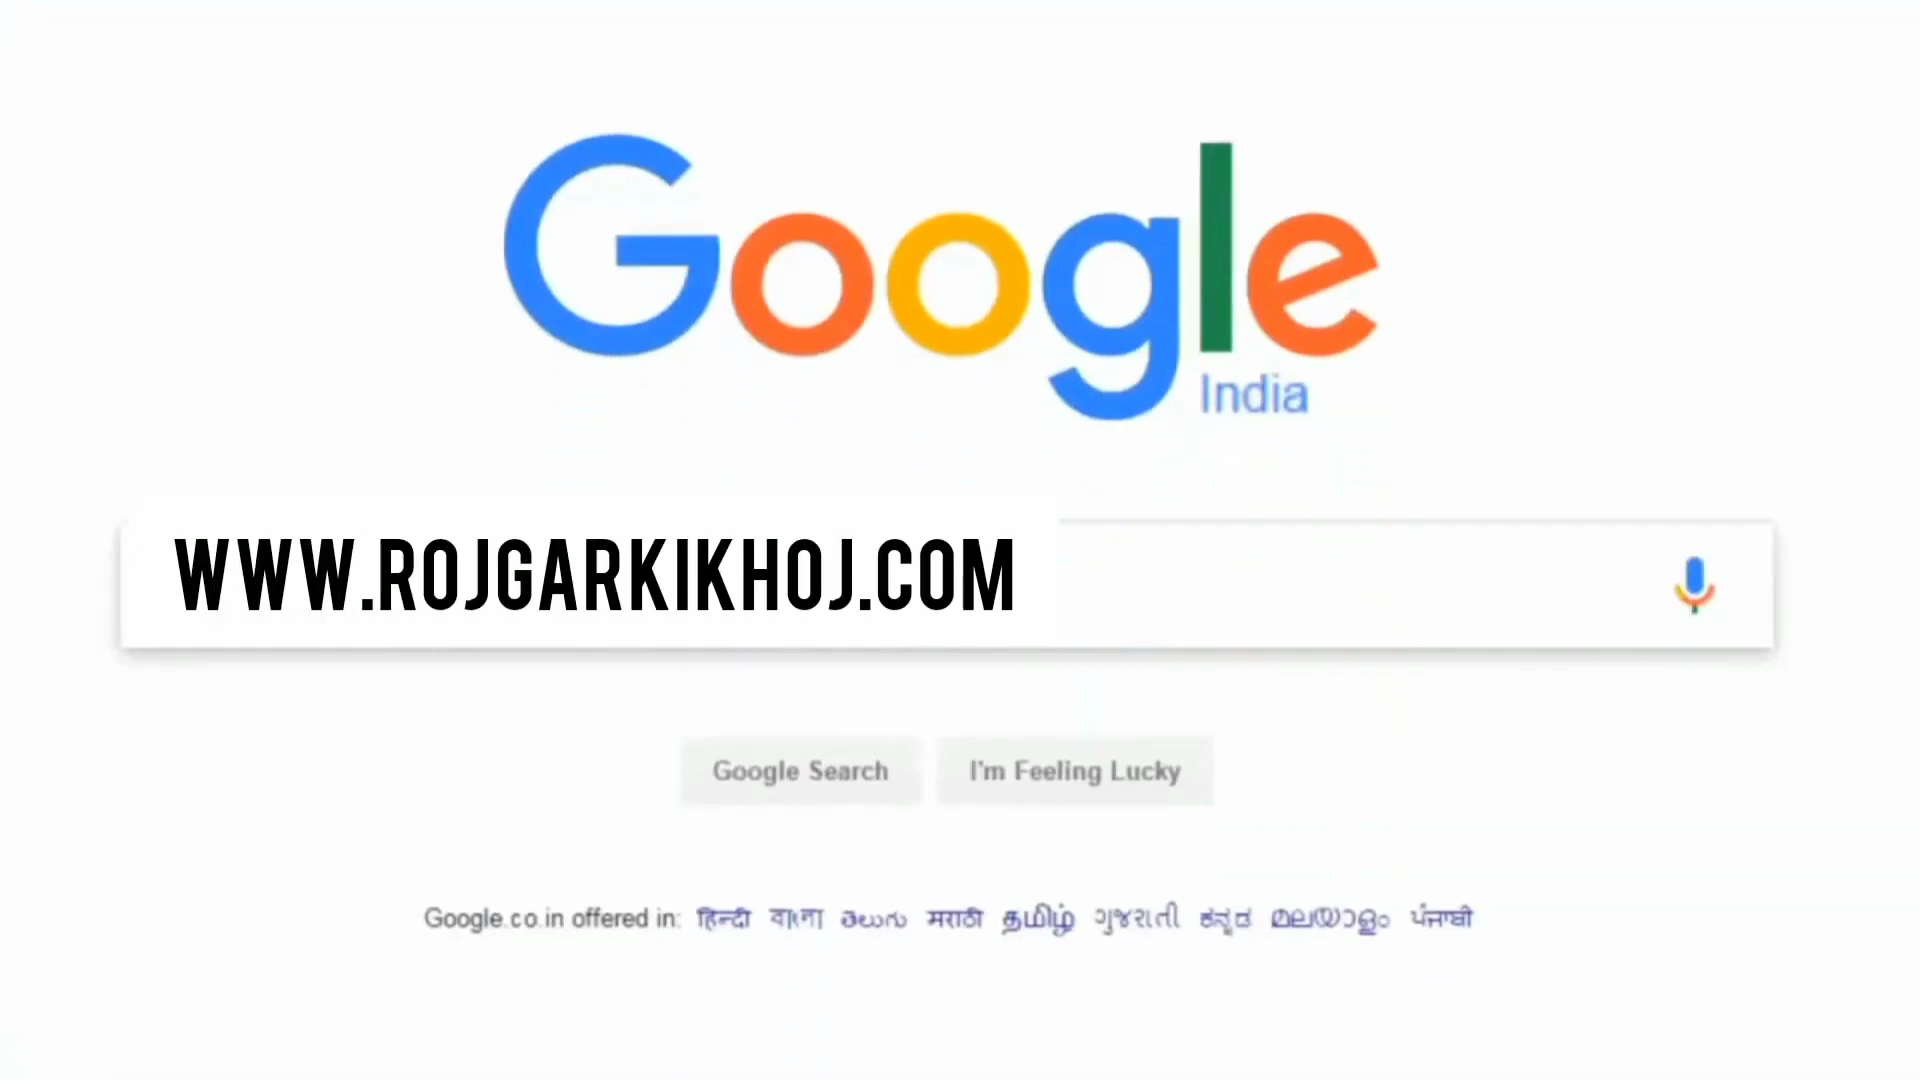 Google
India
WWW.ROJGARKIKHOJ.COM
Google Search I'm Feeling Lucky
Google.co.in offered in: हिन्दी বাংলা తెలుగు मराठी தமிழ் ગુજરાતી ಕನ್ನಡ മലയാളം ਪੰਜਾਬੀ